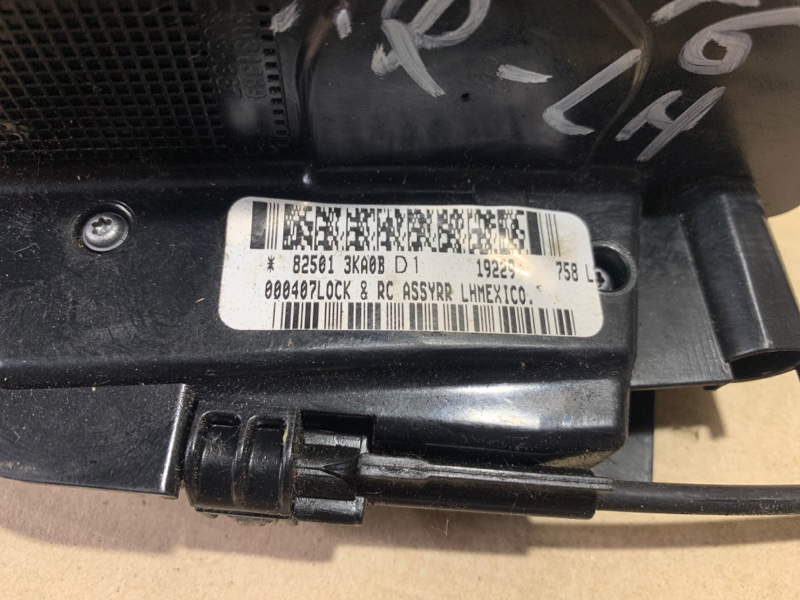 R-LH
* 82501 3KA0B D1 19229 758 L
000407LOCK & RC ASSYRR LHMEXICO.